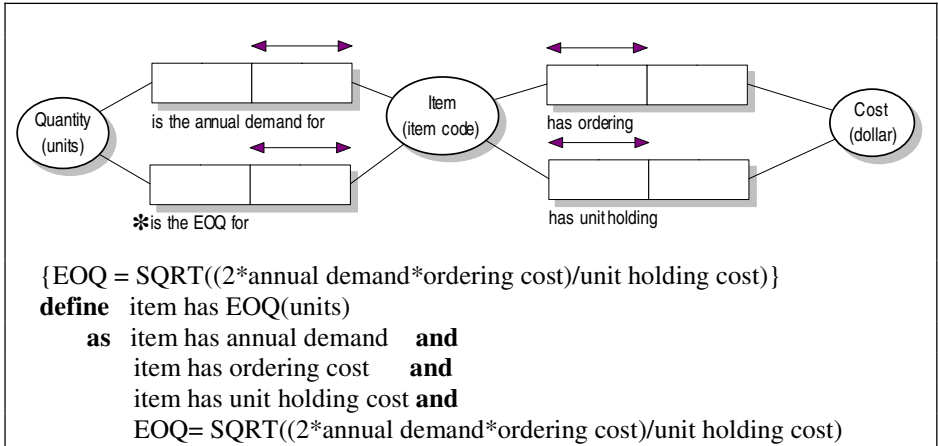 Quantity
(units)
is the annual demand for
✻is the EOQ for
Item
(item code)
has ordering
has unit holding
Cost
(dollar)
{EOQ = SQRT((2*annual demand*ordering cost)/unit holding cost)}
define item has EOQ(units)
as item has annual demand and
item has ordering cost and
item has unit holding cost and
EOQ= SQRT((2*annual demand*ordering cost)/unit holding cost)